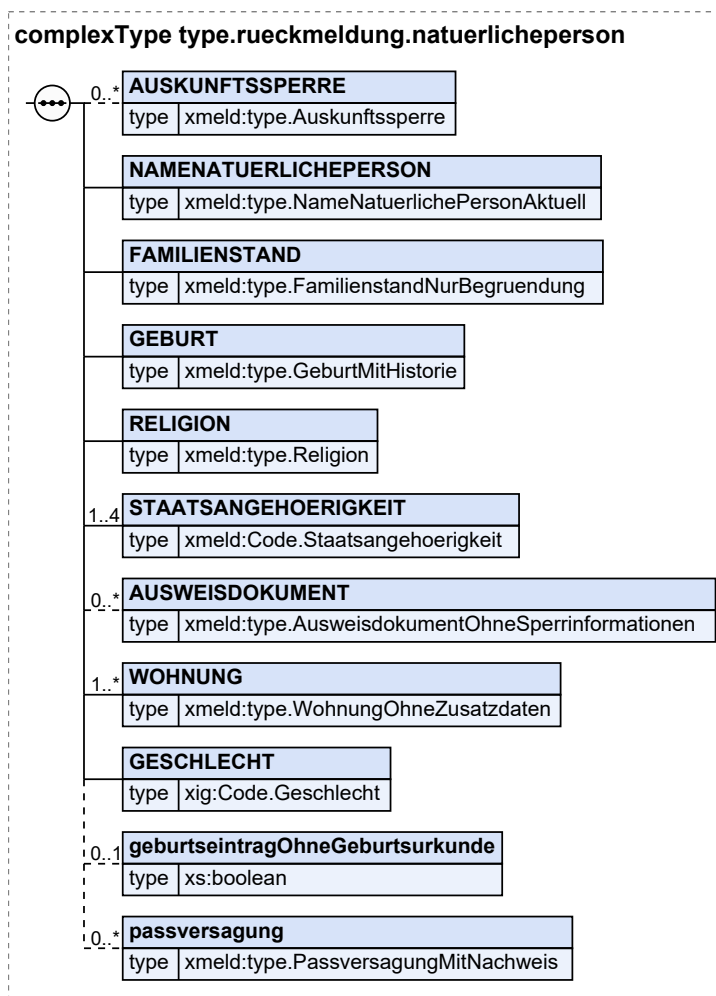 complexType type.rueckmeldung.natuerlicheperson
0..* AUSKUNFTSSPERRE
type xmeld:type.Auskunftssperre
NAMENATUERLICHEPERSON
type xmeld:type.NameNatuerlichePersonAktuell
FAMILIENSTAND
type xmeld:type.FamilienstandNurBegruendung
GEBURT
type xmeld:type.GeburtMitHistorie
RELIGION
type xmeld:type.Religion
1..4 STAATSANGEHOERIGKEIT
type xmeld:Code.Staatsangehoerigkeit
0..* AUSWEISDOKUMENT
type xmeld:type.AusweisdokumentOhneSperrinformationen
1..* WOHNUNG
type xmeld:type.WohnungOhneZusatzdaten
GESCHLECHT
type xig:Code.Geschlecht
0..1 geburtseintragOhneGeburtsurkunde
type xs:boolean
0..* passversagung
type xmeld:type.PassversagungMitNachweis